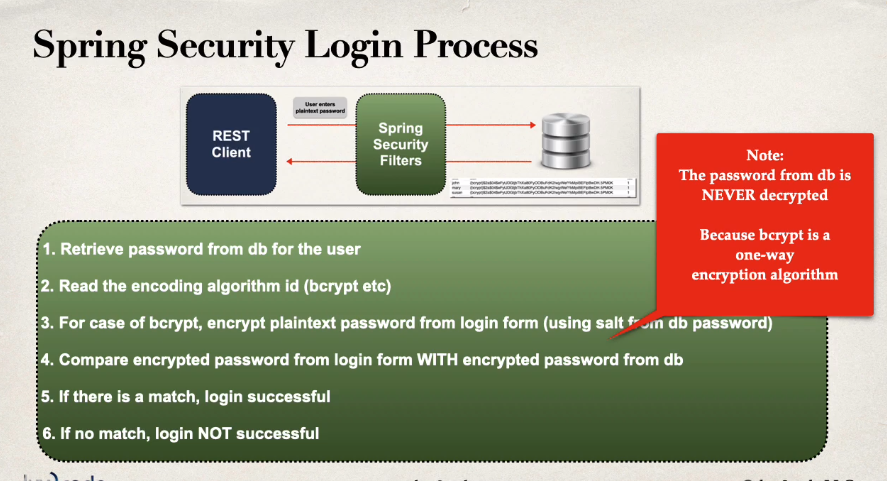 Spring Security Login Process
User enters
plaintext password
REST
Client
Spring
Security
Filters
john
mary
susan
Note:
The password from db is
NEVER decrypted
Because bcrypt is a
one-way
encryption algorithm
1. Retrieve password from db for the user
2. Read the encoding algorithm id (bcrypt etc)
3. For case of bcrypt, encrypt plaintext password from login form (using salt from db password)
4. Compare encrypted password from login form WITH encrypted password from db
5. If there is a match, login successful
6. If no match, login NOT successful